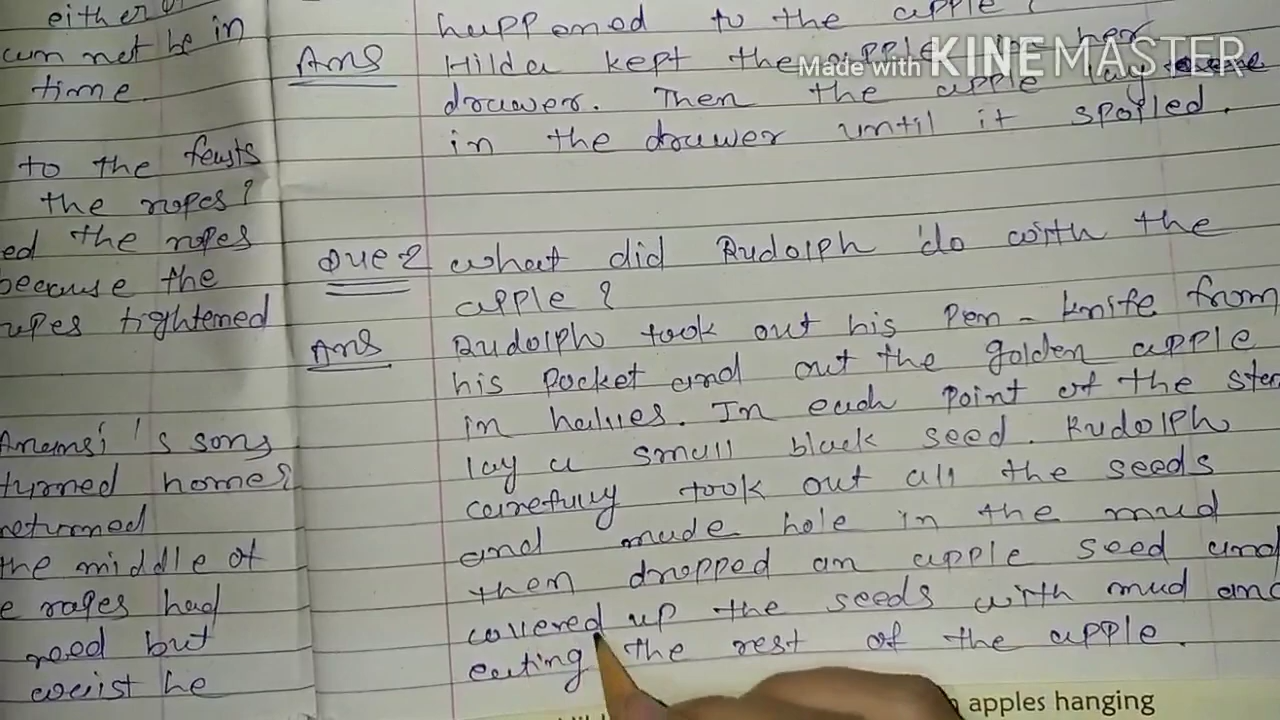 either
can not be in
time
to the feasts
the ropes?
ed the ropes
because the
apes tightened
Anansi's sons
turned home?
returned
the middle of
e ropes had
but
he
happened to the apple?
Ans Hilda kept the apple in her
drawer. Then the apple lay
in the drawer until it spoiled.
Que 2 what did Rudolph do with the
apple?
Ans Rudolph took out his pen-knife from
his pocket and out the golden apple
in halves. In each point of the
lay a small black seed. Rudolph
carefully took out all the seeds
and made hole in the mud
then dropped an apple seed and
covered up the seeds with mud and
eating the rest of the apple.
Made with KINEMASTER
apples hanging